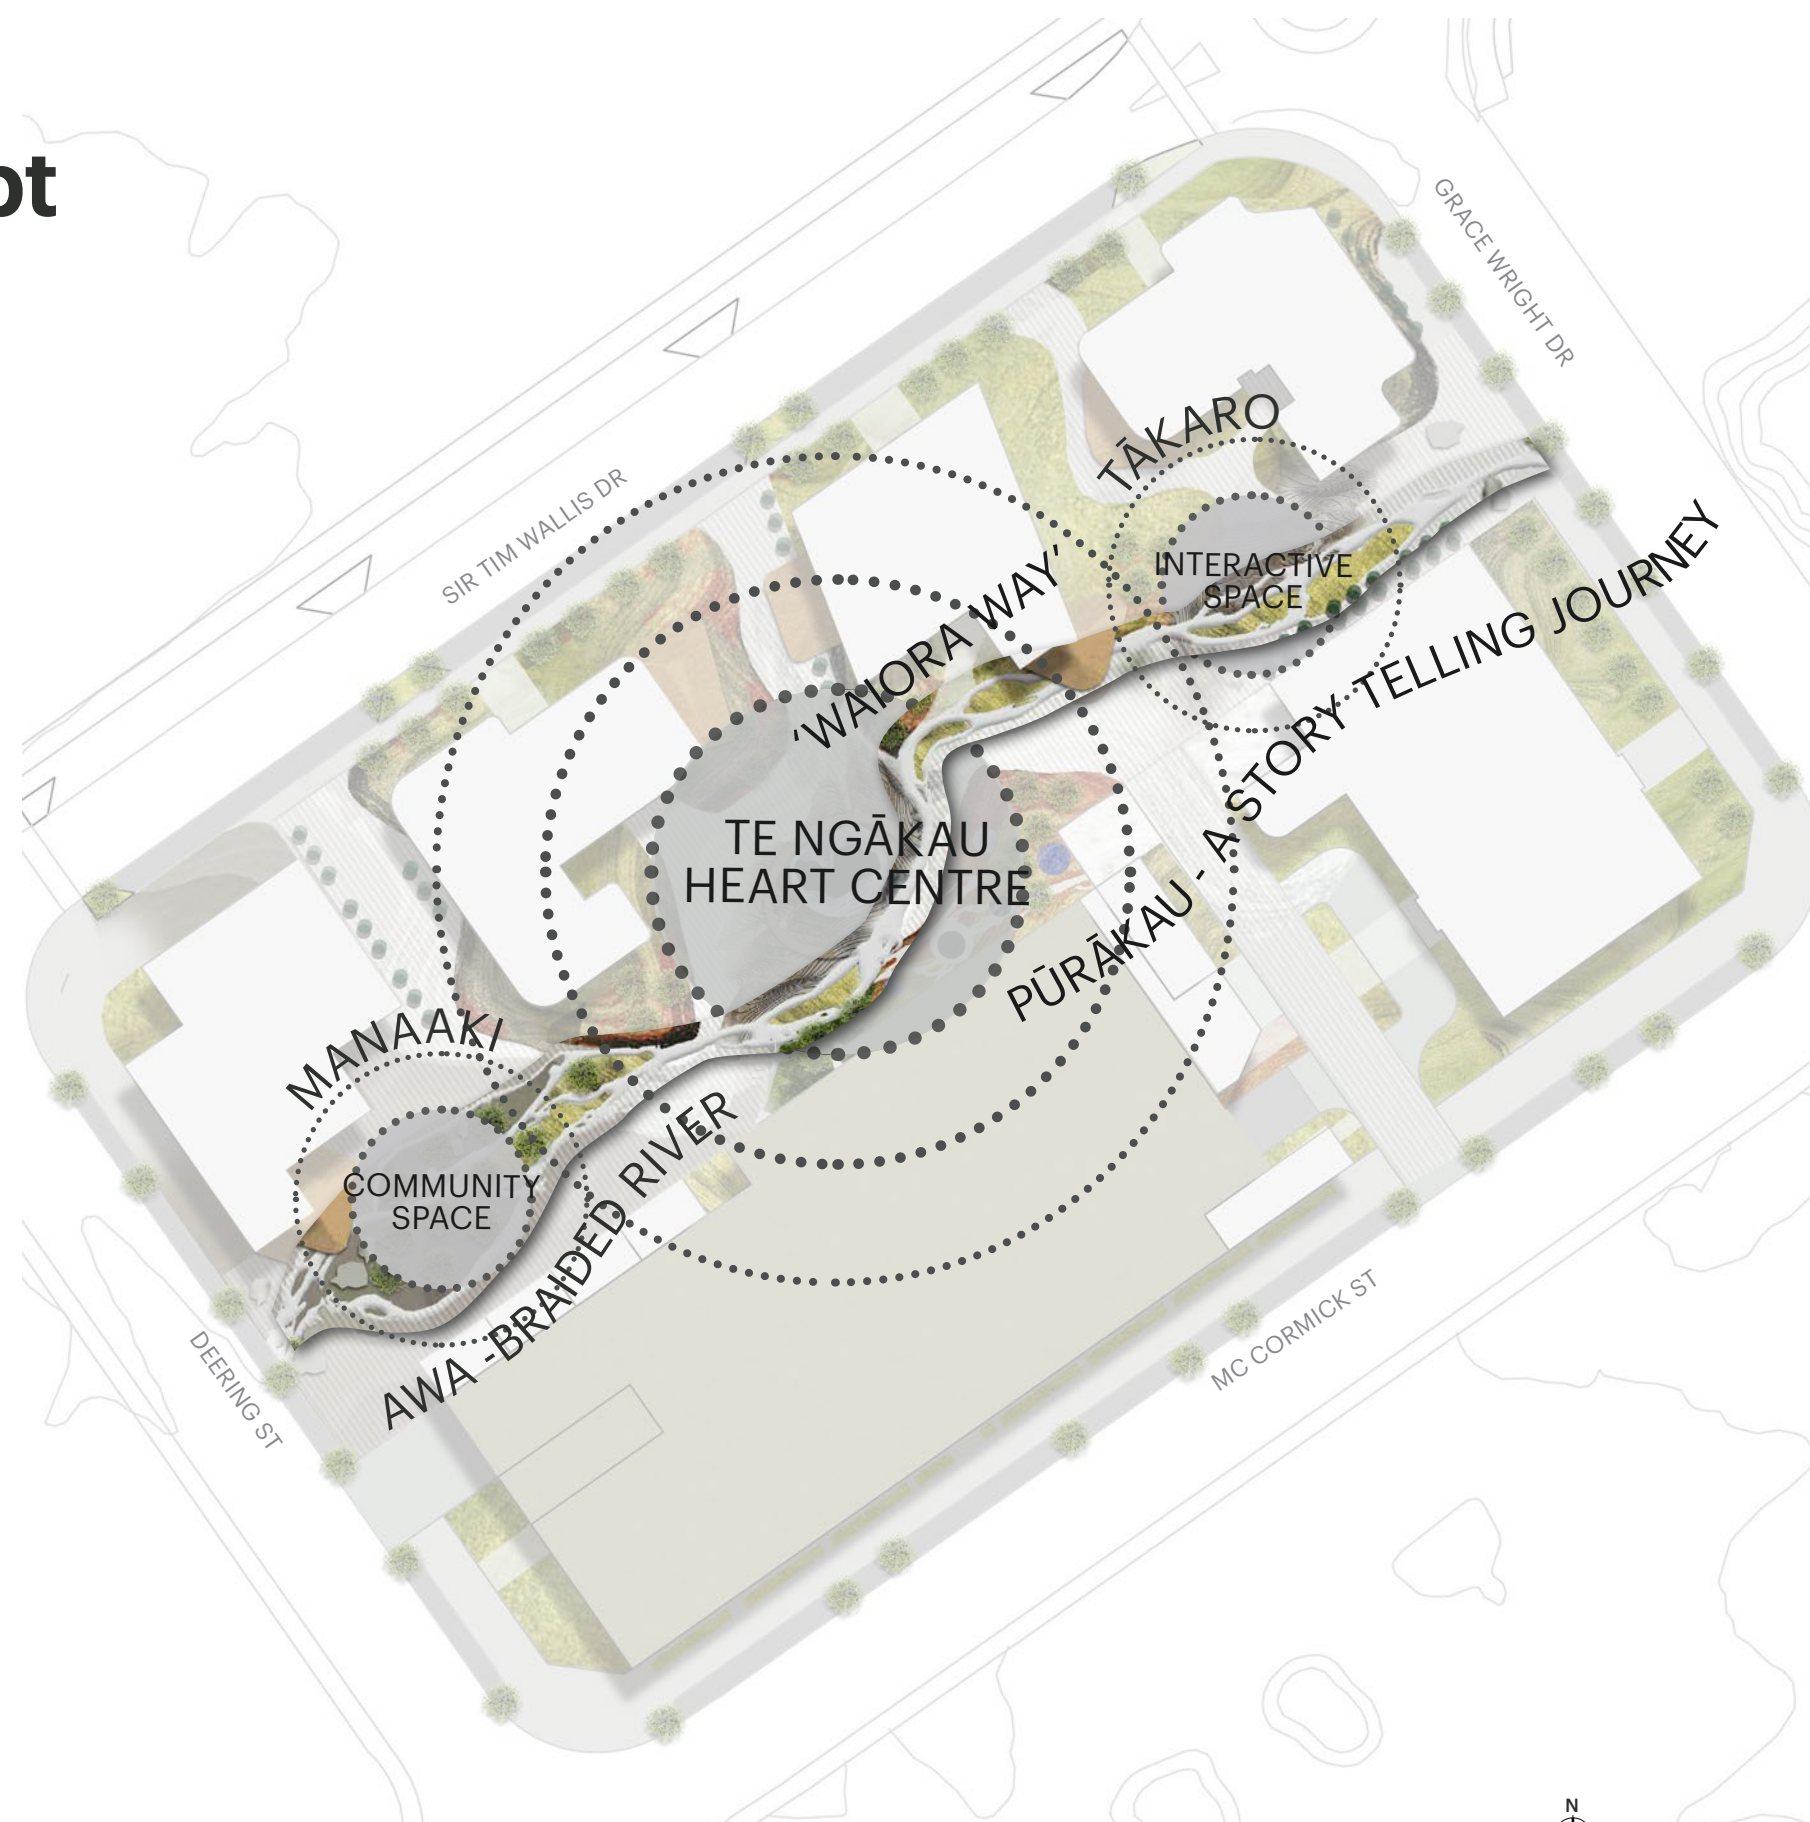 pt
GRACE WRIGHT DR
TĀKARO
SIR TIM WALLIS DR
INTERACTIVE
SPACE
'WAIORA WAY'
PŪRĀKAU - A STORY TELLING JOURNEY
TE NGĀKAU
HEART CENTRE
MANAAKI
COMMUNITY
SPACE
AWA -BRAIDED RIVER
DEERING ST
MC CORMICK ST
N